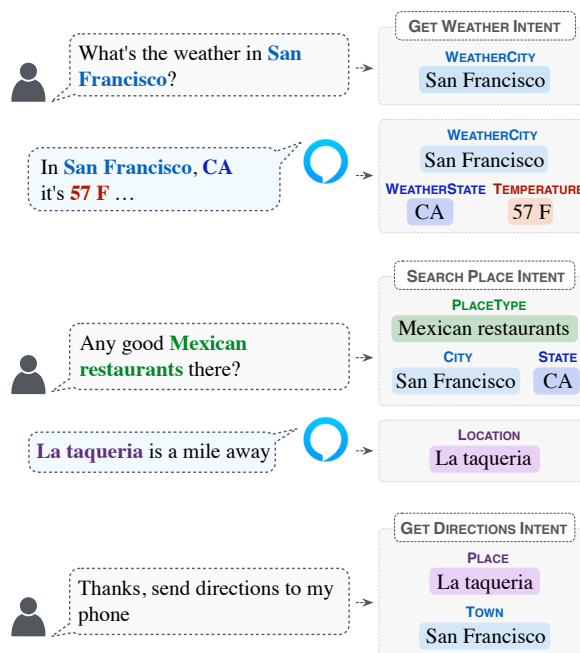 GET WEATHER INTENT
What's the weather in San
Francisco?
WEATHERCITY
San Francisco
In San Francisco, CA
it's 57 F …
WEATHERCITY
San Francisco
WEATHERSTATE TEMPERATURE
CA 57 F
SEARCH PLACE INTENT
Any good Mexican
restaurants there?
PLACETYPE
Mexican restaurants
CITY STATE
San Francisco CA
La taqueria is a mile away
LOCATION
La taqueria
GET DIRECTIONS INTENT
Thanks, send directions to my
phone
PLACE
La taqueria
TOWN
San Francisco